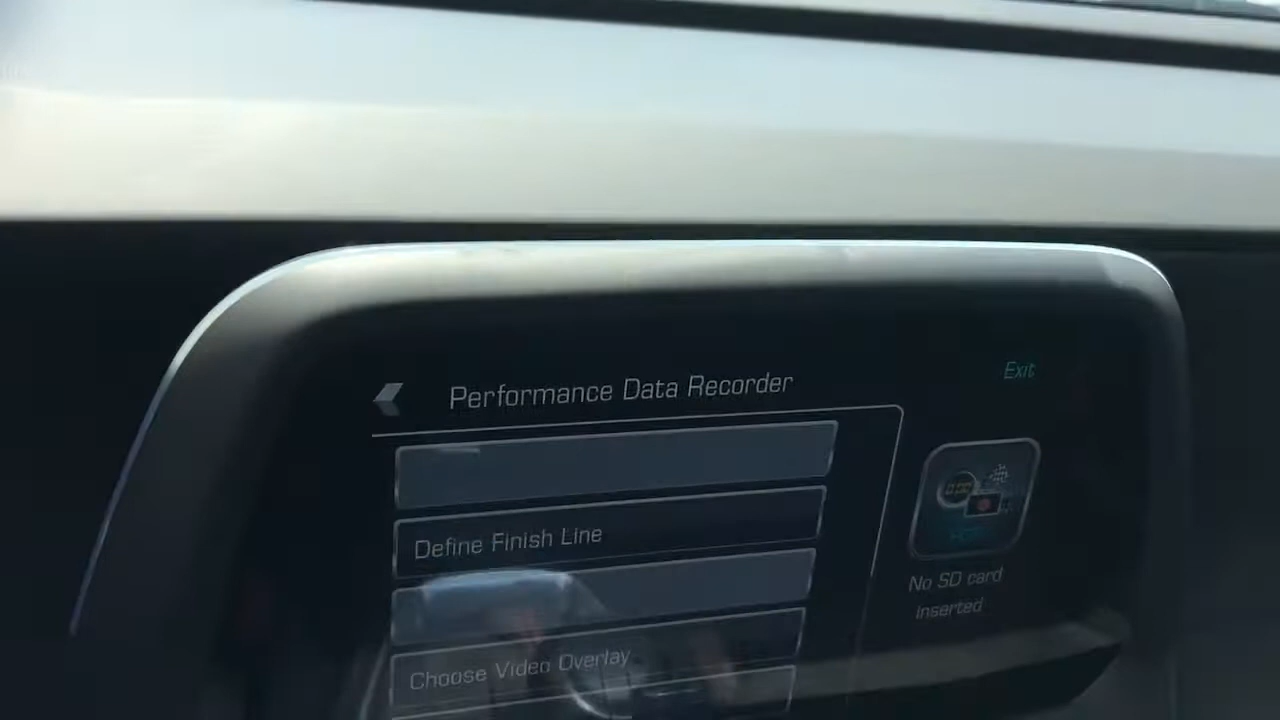 Performance Data Recorder
Exit
Define Finish Line
No SD card
inserted
Choose Video Overlay